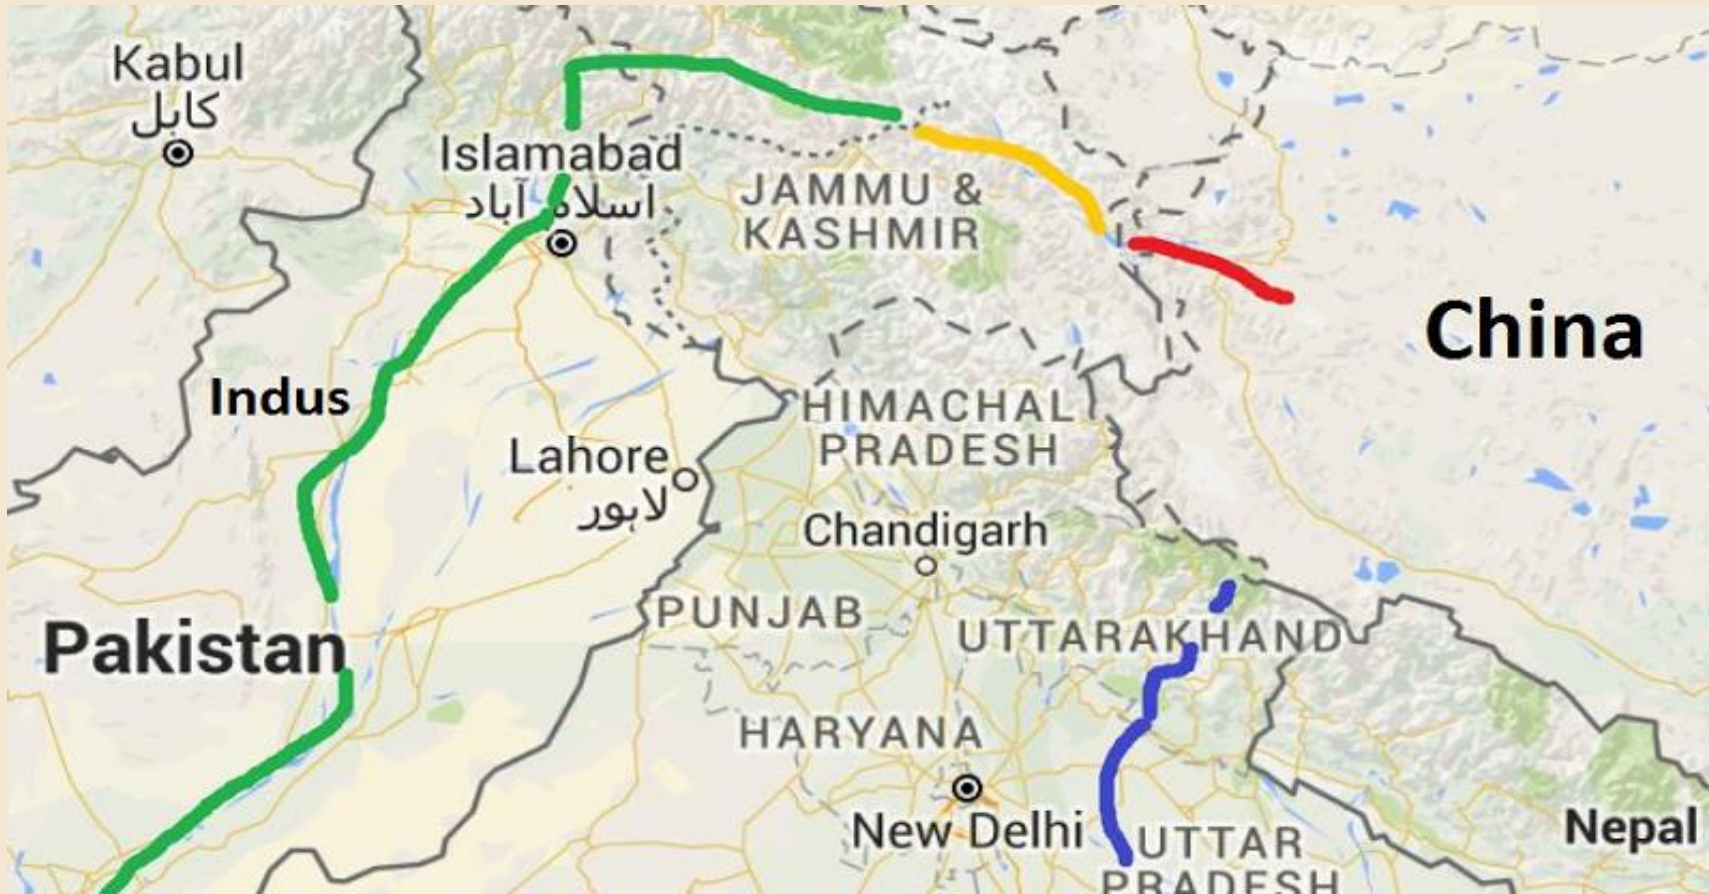 Kabul
كابل
Islamabad
اسلام آباد
JAMMU &
KASHMIR
China
Indus
HIMACHAL
PRADESH
Lahore
لاہور
Chandigarh
PUNJAB
UTTARAKHAND
Pakistan
HARYANA
New Delhi
UTTAR
PRADESH
Nepal